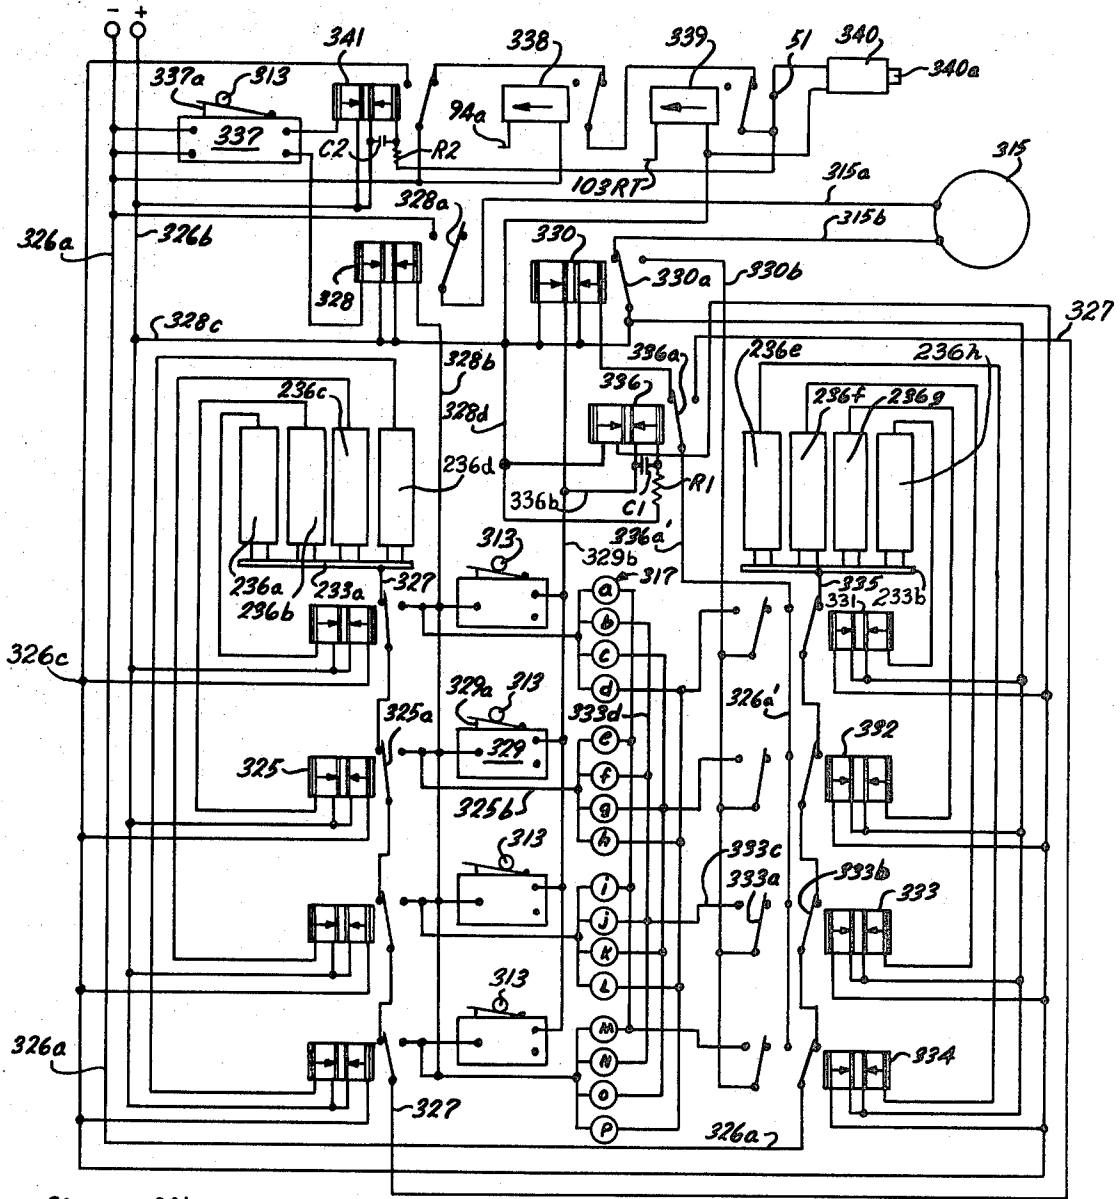 - +
341
338
339
51
340
340a
337a
313
337
94a
C2
R2
103RT
315
328a
315a
315b
326a
326b
330
328
330a
330b
327
328c
236c
328b
336a
236e
236h
328d
336
236f
236g
236d
336b
C1
R1
336a'
313
329b
317
236a
236b
233a
327
335
233b
a
331
b
326c
c
d
329a
313
333d
326a'
325a
e
332
325
329
f
325b
g
h
313
333c
333a
333b
333
i
j
k
L
313
M
326a
334
N
327
O
326a
P